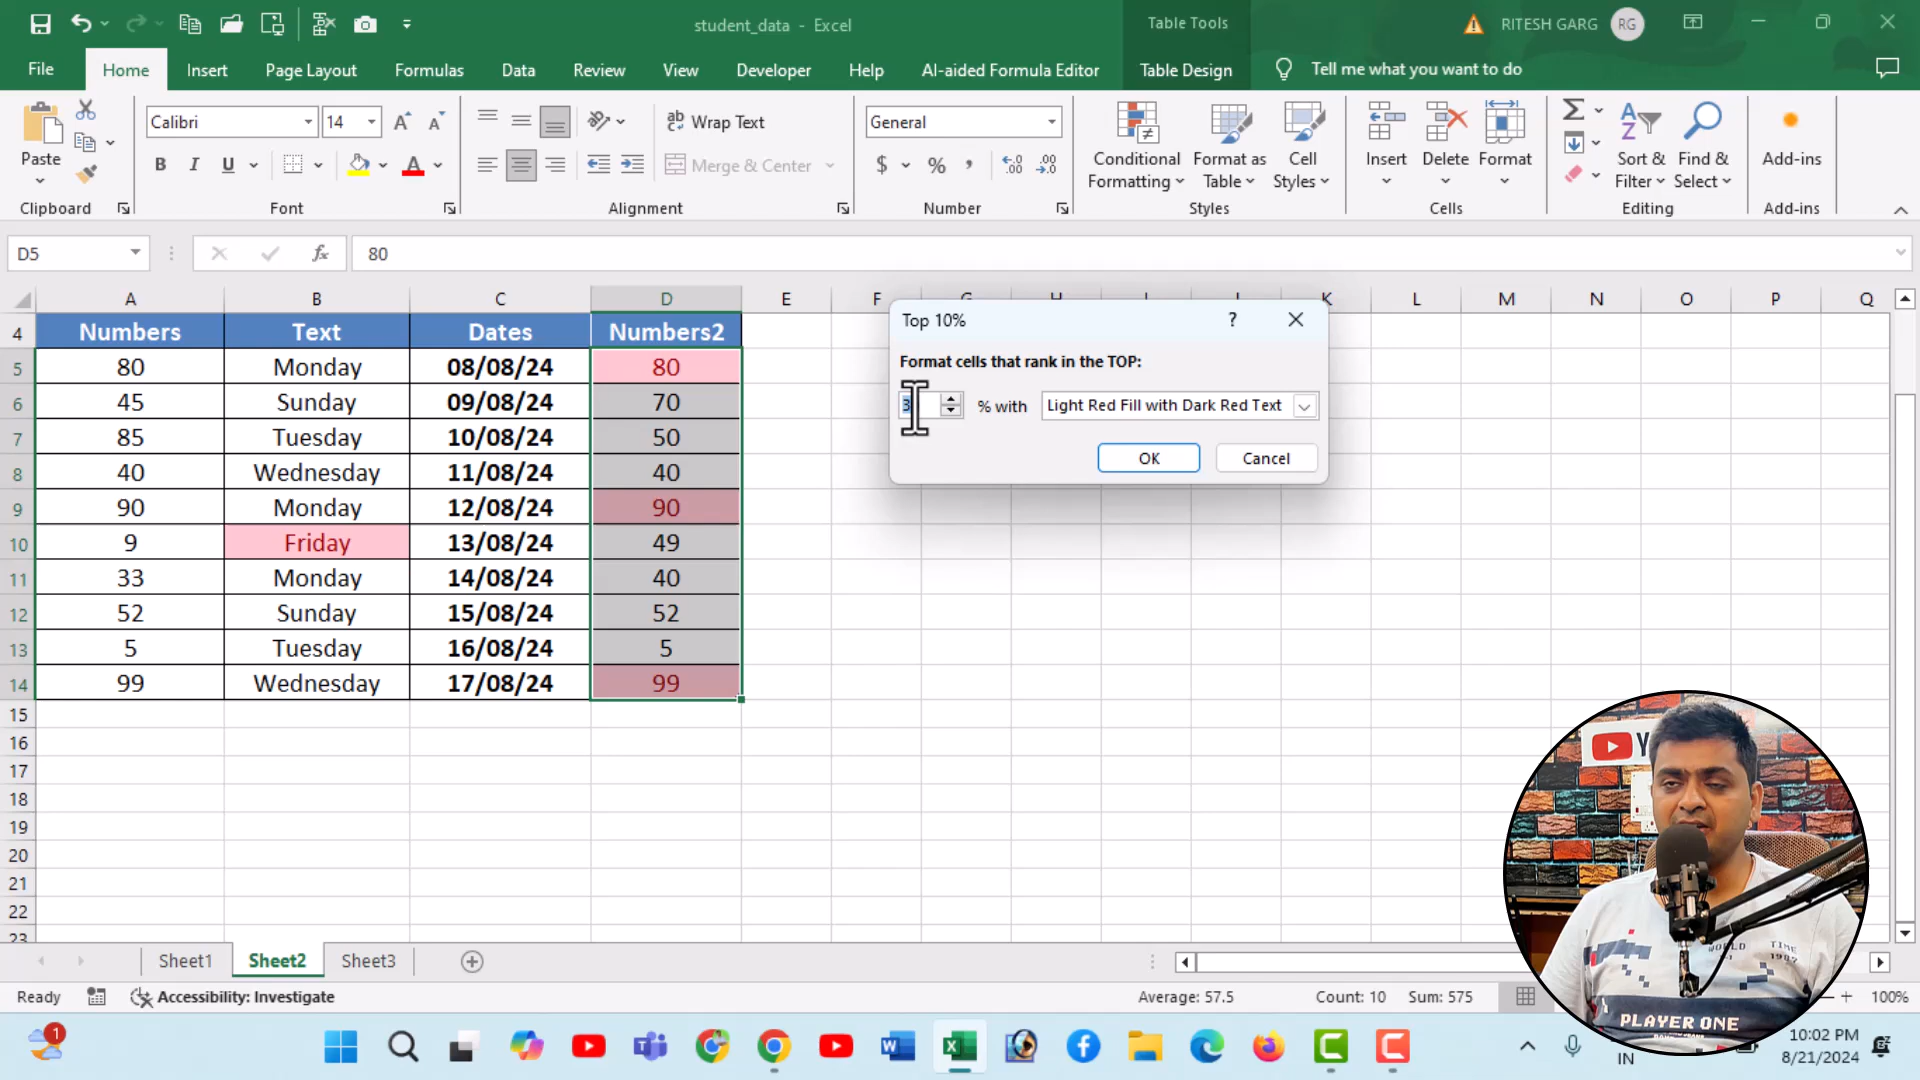 student_data - Excel
Table Tools
RITESH GARG
RG
File
Home
Insert
Page Layout
Formulas
Data
Review
View
Developer
Help
AI-aided Formula Editor
Table Design
Tell me what you want to do
Paste
Calibri
14
B I U
Wrap Text
Merge & Center
General
$ % ,
Conditional Formatting
Format as Table
Cell Styles
Insert
Delete
Format
Sort & Filter
Find & Select
Add-ins
Clipboard
Font
Alignment
Number
Styles
Cells
Editing
Add-ins
D5
fx
80
A B C D E F G H I J K L M N O P Q
4 Numbers Text Dates Numbers2
5 80 Monday 08/08/24 80
6 45 Sunday 09/08/24 70
7 85 Tuesday 10/08/24 50
8 40 Wednesday 11/08/24 40
9 90 Monday 12/08/24 90
10 9 Friday 13/08/24 49
11 33 Monday 14/08/24 40
12 52 Sunday 15/08/24 52
13 5 Tuesday 16/08/24 5
14 99 Wednesday 17/08/24 99
15
16
17
18
19
20
21
22
23
Top 10%
?
Format cells that rank in the TOP:
% with
Light Red Fill with Dark Red Text
OK
Cancel
WORLD TIME
1987
PLAYER ONE
Sheet1
Sheet2
Sheet3
Ready
Accessibility: Investigate
Average: 57.5
Count: 10
Sum: 575
100%
1
IN
10:02 PM
8/21/2024